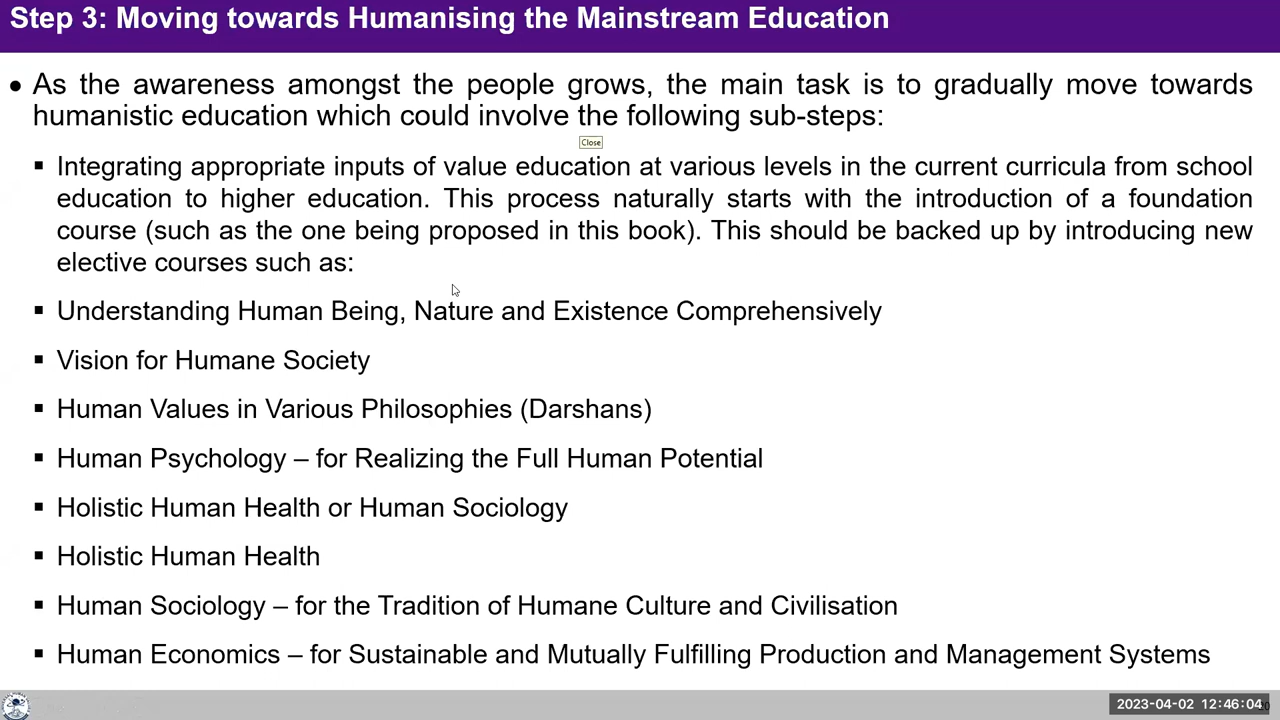 Step 3: Moving towards Humanising the Mainstream Education
• As the awareness amongst the people grows, the main task is to gradually move towards
humanistic education which could involve the following sub-steps:
Close
▪ Integrating appropriate inputs of value education at various levels in the current curricula from school
education to higher education. This process naturally starts with the introduction of a foundation
course (such as the one being proposed in this book). This should be backed up by introducing new
elective courses such as:
▪ Understanding Human Being, Nature and Existence Comprehensively
▪ Vision for Humane Society
▪ Human Values in Various Philosophies (Darshans)
▪ Human Psychology – for Realizing the Full Human Potential
▪ Holistic Human Health or Human Sociology
▪ Holistic Human Health
▪ Human Sociology – for the Tradition of Humane Culture and Civilisation
▪ Human Economics – for Sustainable and Mutually Fulfilling Production and Management Systems
2023-04-02 12:46:04